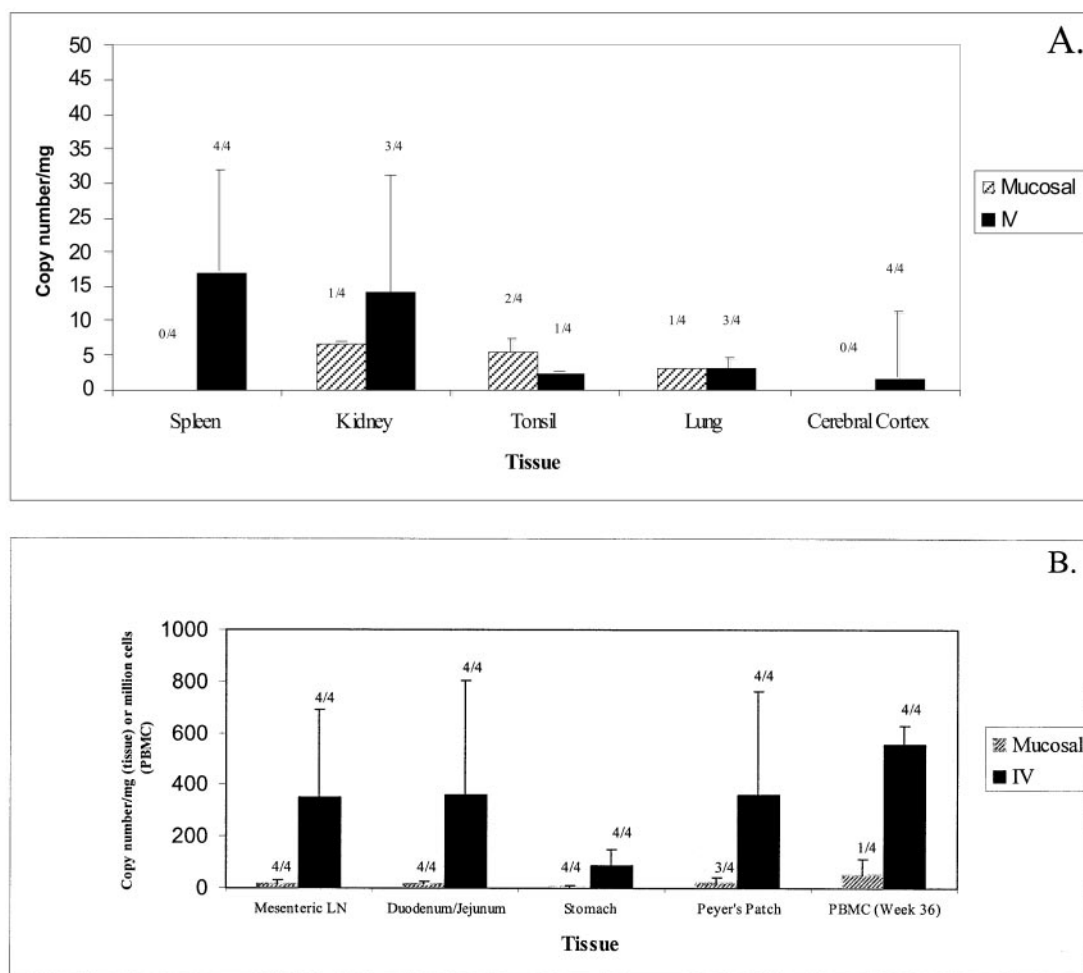 A.
50
45
40
35
30
25
20
15
10
5
0
Copy number/mg
4/4
3/4
0/4
1/4
2/4
1/4
1/4
3/4
4/4
0/4
Mucosal
IV
Spleen
Kidney
Tonsil
Lung
Cerebral Cortex
Tissue
B.
1000
800
600
400
200
0
Copy number/mg (tissue) or million cells
(PBMC)
4/4
4/4
4/4
4/4
4/4
4/4
3/4
4/4
1/4
4/4
Mucosal
IV
Mesenteric LN
Duodenum/Jejunum
Stomach
Peyer's Patch
PBMC (Week 36)
Tissue